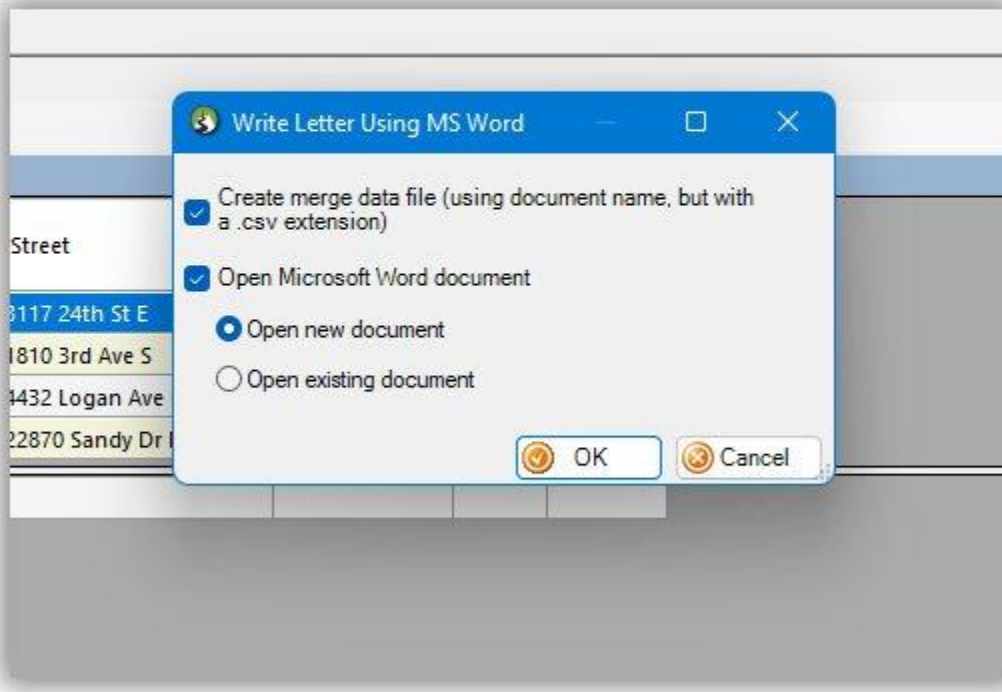 Write Letter Using MS Word
Create merge data file (using document name, but with
a .csv extension)
Street
Open Microsoft Word document
3117 24th St E
Open new document
1810 3rd Ave S
4432 Logan Ave
Open existing document
22870 Sandy Dr
OK
Cancel